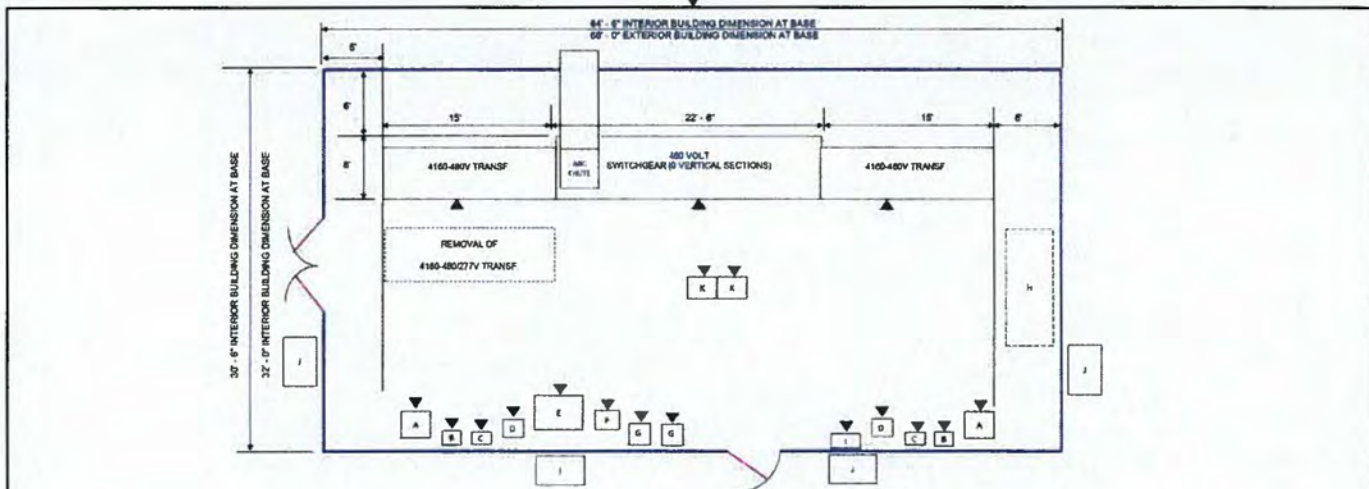 64' - 6" INTERIOR BUILDING DIMENSION AT BASE
66' - 0" EXTERIOR BUILDING DIMENSION AT BASE
6'
6'
15'
22' - 6"
15'
6'
8'
4160-480V TRANSF
CHUTE
480 VOLT
SWITCHGEAR (9 VERTICAL SECTIONS)
4160-480V TRANSF
30' - 6" INTERIOR BUILDING DIMENSION AT BASE
32' - 0" INTERIOR BUILDING DIMENSION AT BASE
REMOVAL OF
4160-480/277V TRANSF
K K
H
J
A
B
C
D
E
F
G
G
I
D
C
B
A
J